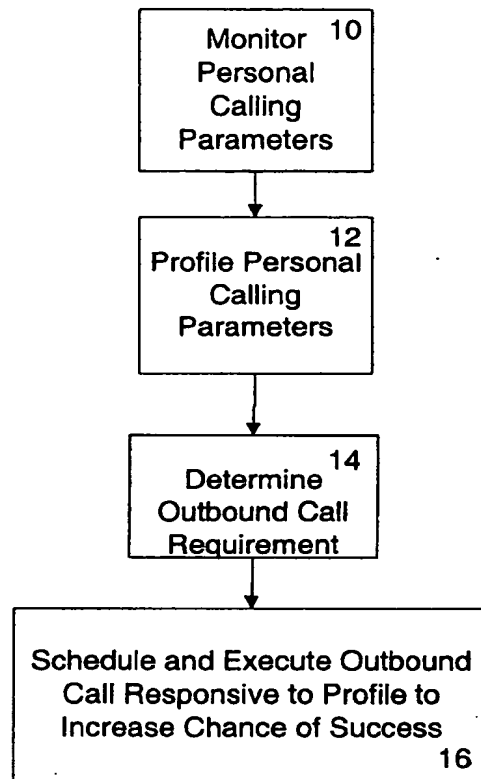 10
Monitor
Personal
Calling
Parameters
12
Profile Personal
Calling
Parameters
14
Determine
Outbound Call
Requirement
Schedule and Execute Outbound
Call Responsive to Profile to
Increase Chance of Success
16